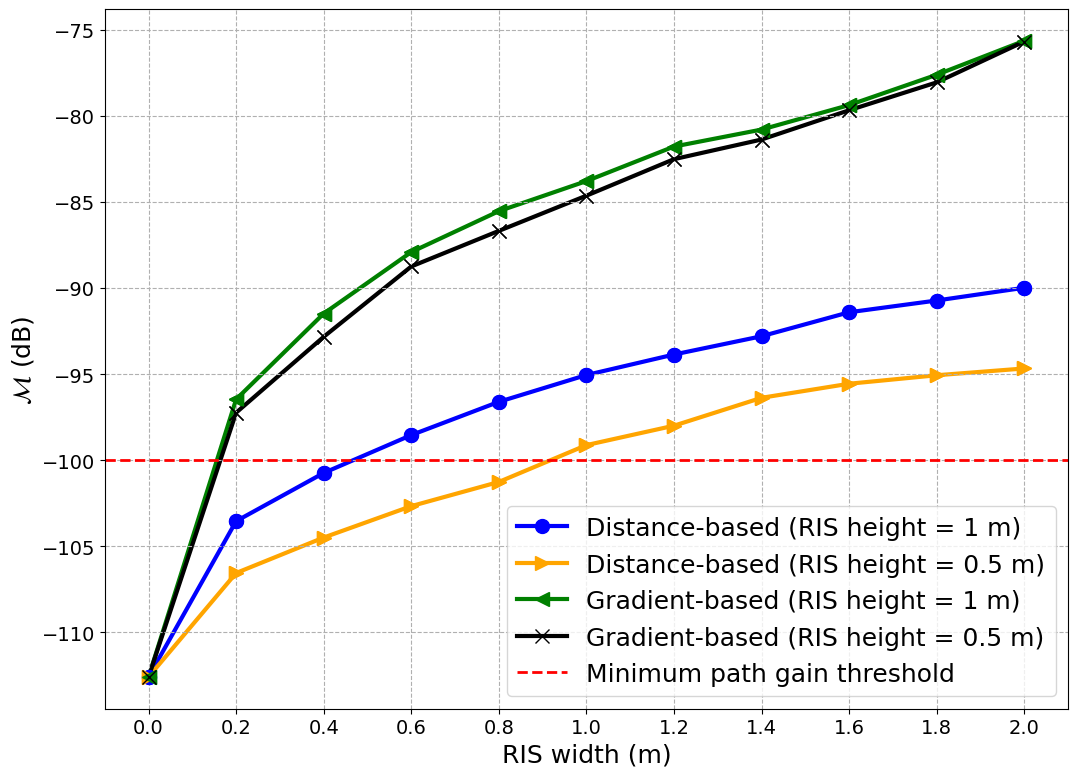 −75
−80
−85
−90
−95
−100
−105
−110
ℳ (dB)
Distance-based (RIS height = 1 m)
Distance-based (RIS height = 0.5 m)
Gradient-based (RIS height = 1 m)
Gradient-based (RIS height = 0.5 m)
Minimum path gain threshold
0.0 0.2 0.4 0.6 0.8 1.0 1.2 1.4 1.6 1.8 2.0
RIS width (m)